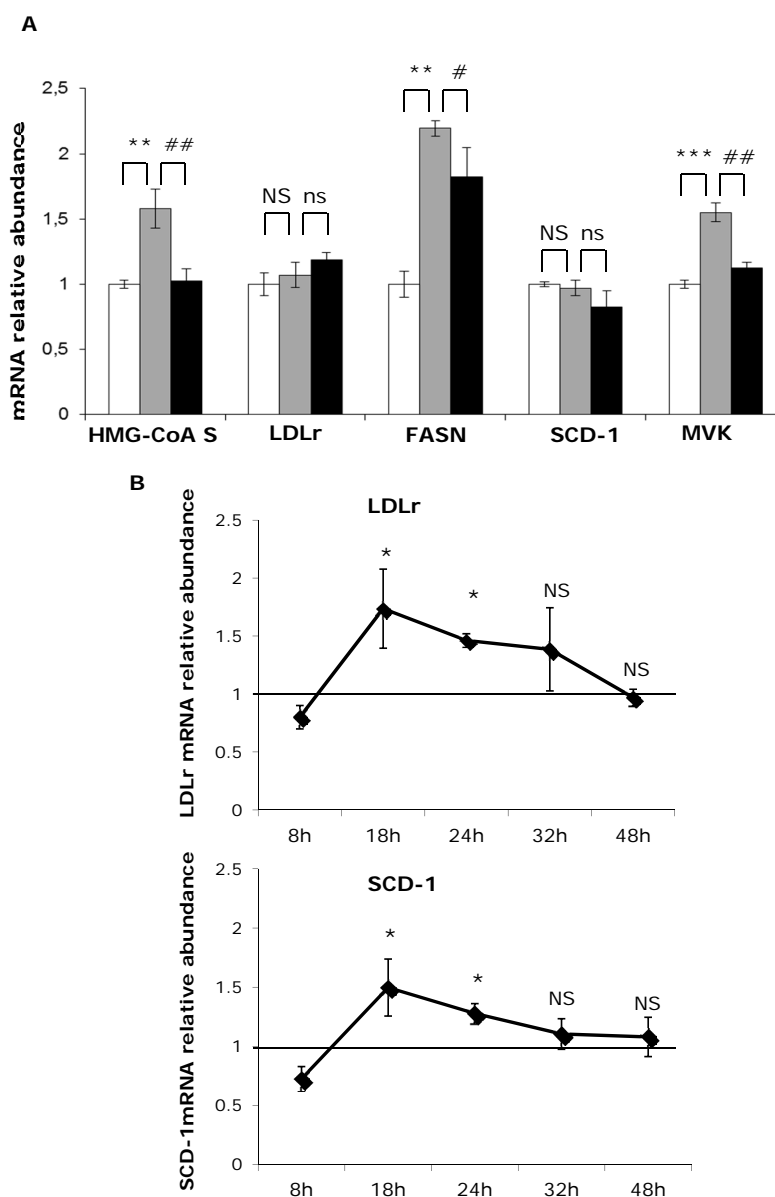 A
mRNA relative abundance
2,5
2
1,5
1
0,5
0
** ##
NS ns
** #
NS ns
*** ##
HMG-CoA S LDLr FASN SCD-1 MVK
B
LDLr
LDLr mRNA relative abundance
2.5
2
1.5
1
0.5
0
*
*
NS
NS
8h 18h 24h 32h 48h
SCD-1
SCD-1mRNA relative abundance
2.5
2
1.5
1
0.5
0
*
*
NS
NS
8h 18h 24h 32h 48h